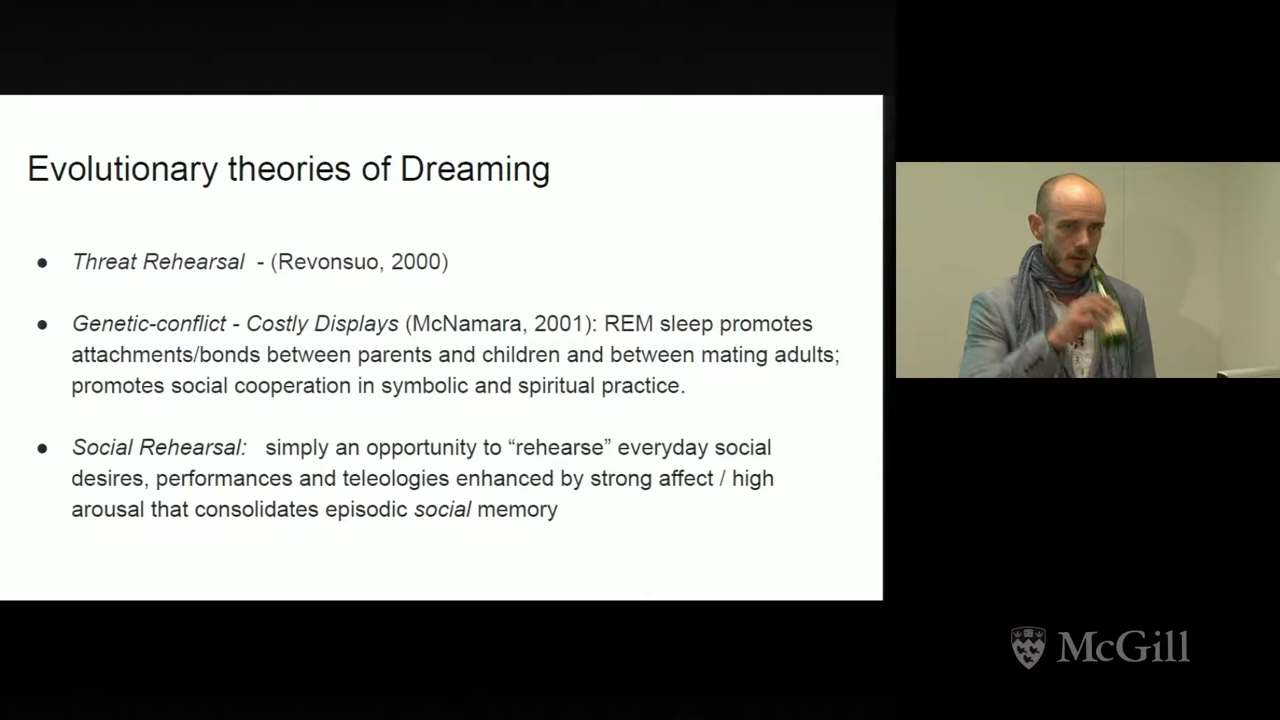 Evolutionary theories of Dreaming
● Threat Rehearsal - (Revonsuo, 2000)
● Genetic-conflict - Costly Displays (McNamara, 2001): REM sleep promotes
attachments/bonds between parents and children and between mating adults;
promotes social cooperation in symbolic and spiritual practice.
● Social Rehearsal: simply an opportunity to “rehearse” everyday social
desires, performances and teleologies enhanced by strong affect / high
arousal that consolidates episodic social memory
McGill